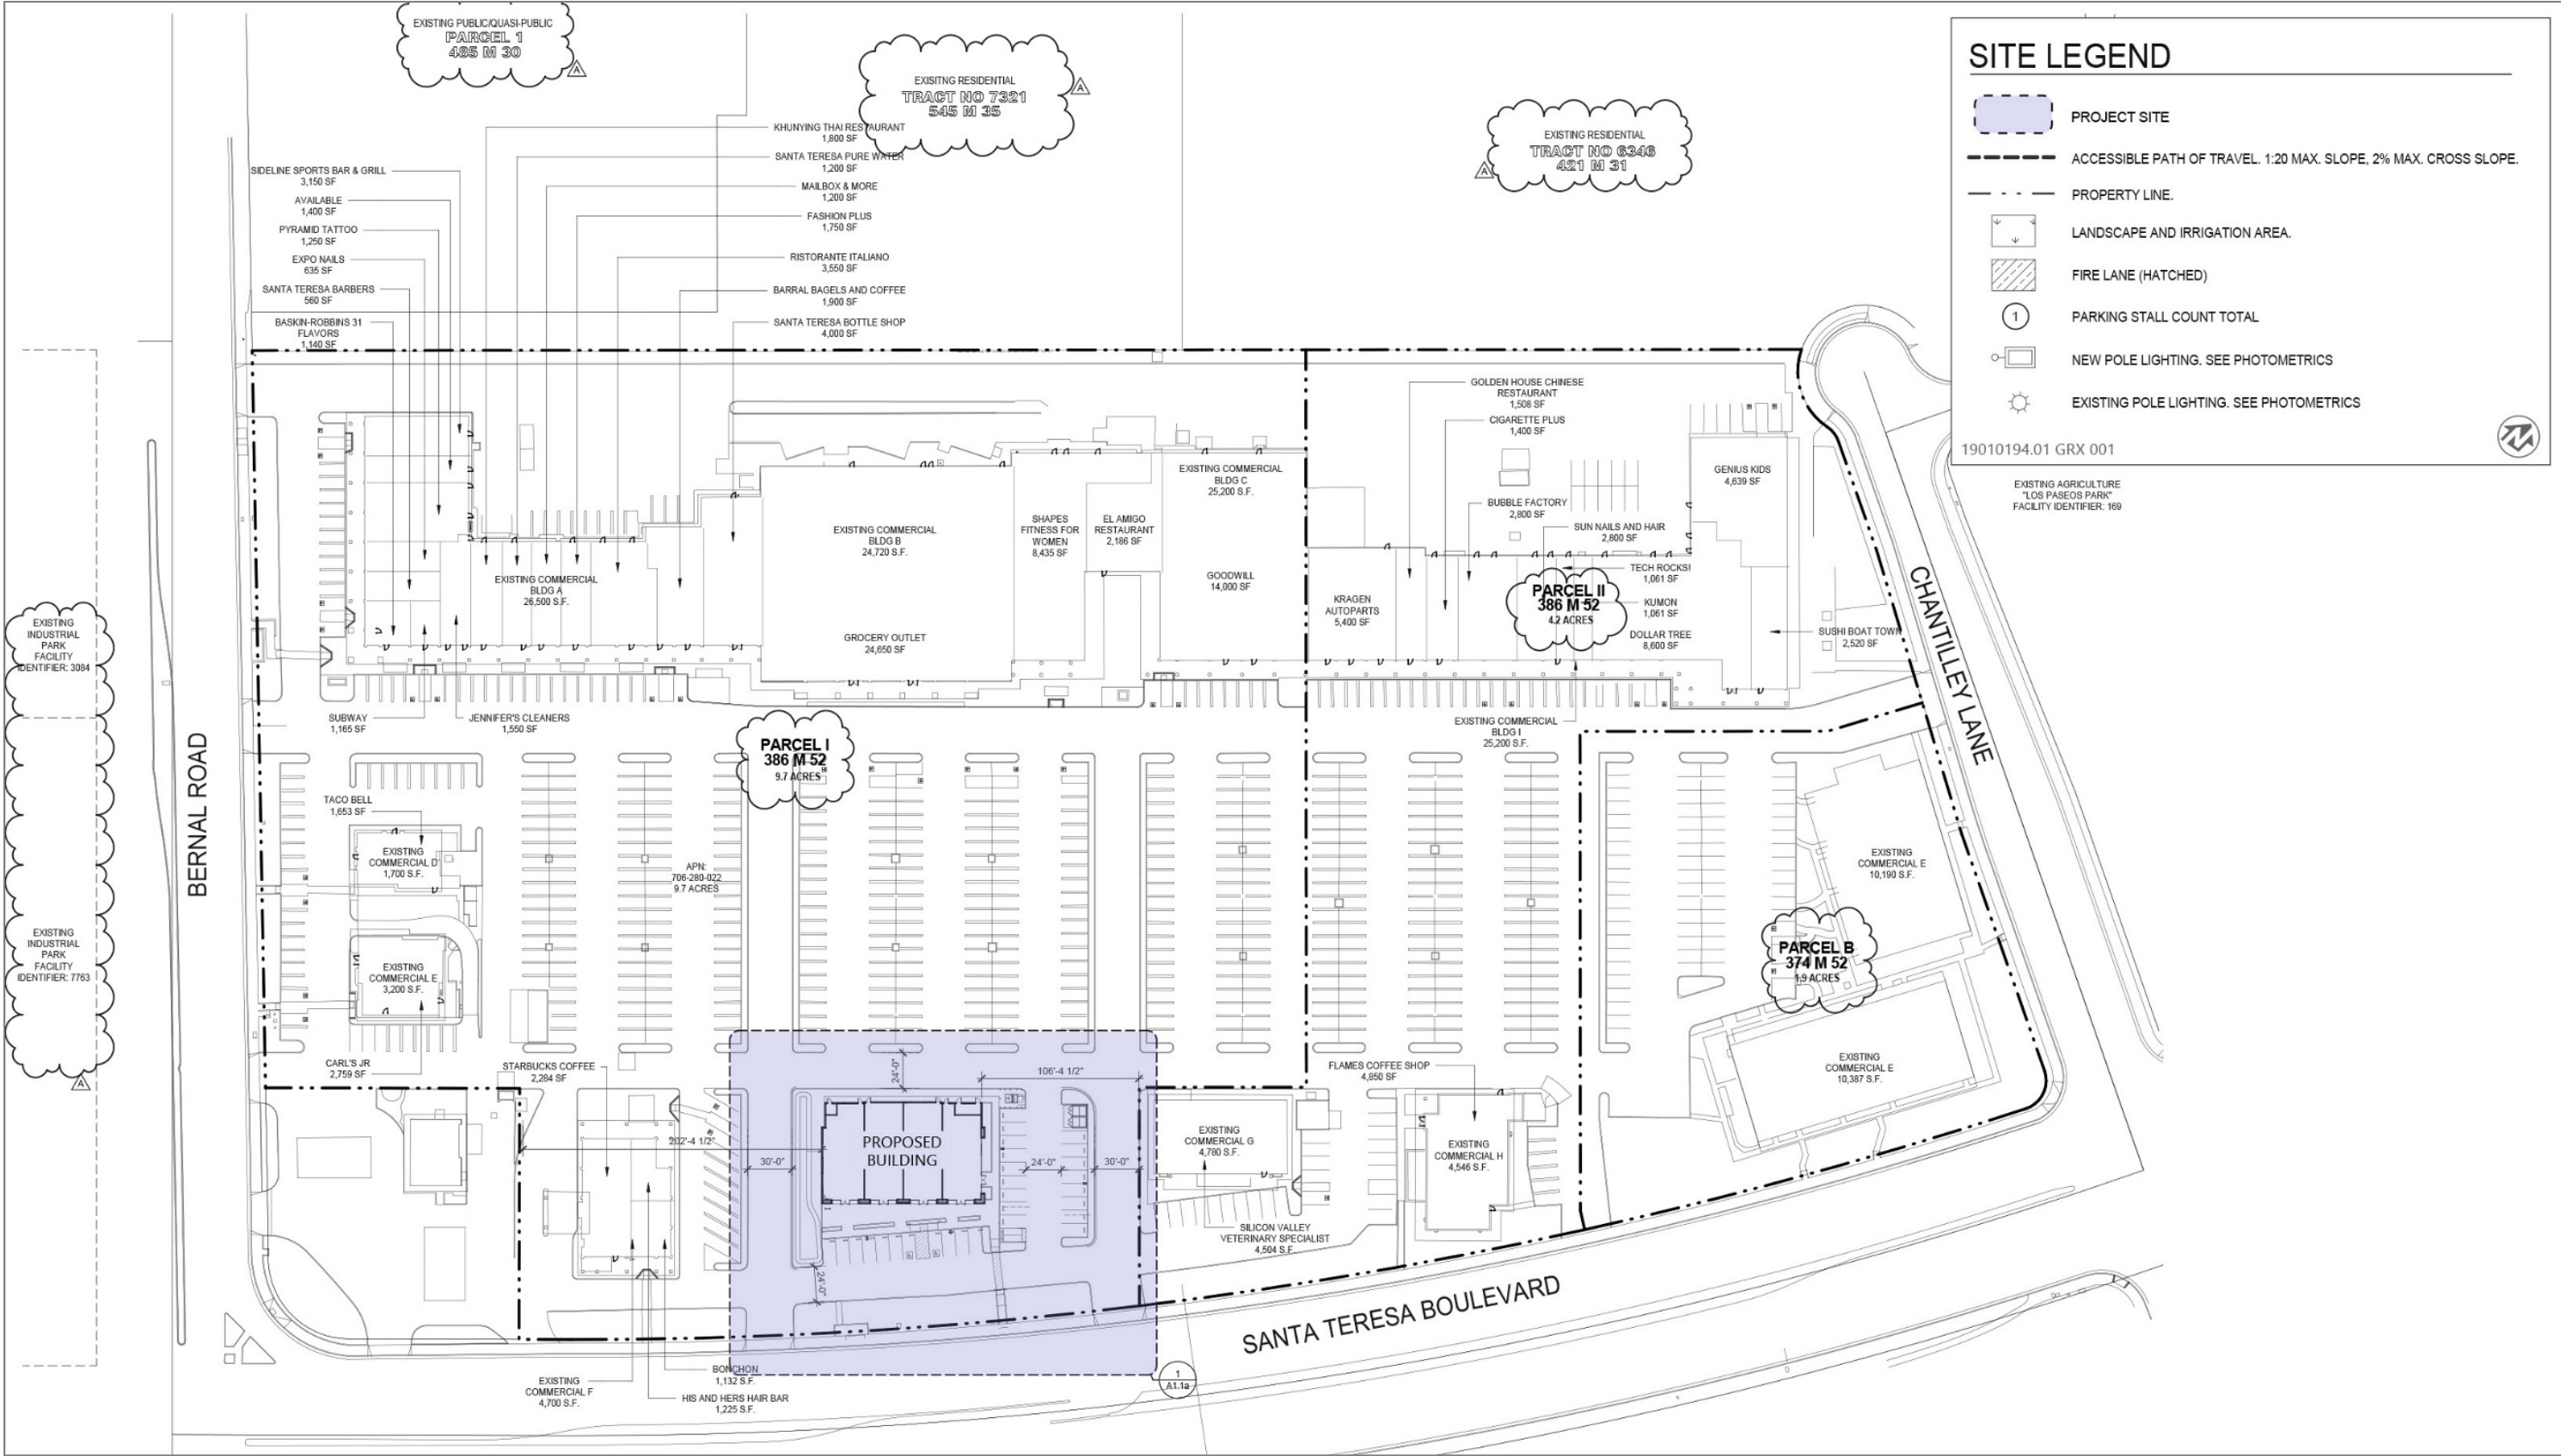 EXISTING PUBLIC/QUASI-PUBLIC
PARCEL 1
485 M 30
A
EXISITNG RESIDENTIAL
TRACT NO 7321
545 M 35
A
EXISTING RESIDENTIAL
TRACT NO 6346
421 M 31
A
SITE LEGEND
PROJECT SITE
ACCESSIBLE PATH OF TRAVEL. 1:20 MAX. SLOPE, 2% MAX. CROSS SLOPE.
PROPERTY LINE.
LANDSCAPE AND IRRIGATION AREA.
FIRE LANE (HATCHED)
1
PARKING STALL COUNT TOTAL
NEW POLE LIGHTING. SEE PHOTOMETRICS
EXISTING POLE LIGHTING. SEE PHOTOMETRICS
19010194.01 GRX 001
KHUNYING THAI RESTAURANT
1,800 SF
SANTA TERESA PURE WATER
1,200 SF
MAILBOX & MORE
1,200 SF
FASHION PLUS
1,750 SF
RISTORANTE ITALIANO
3,550 SF
BARRAL BAGELS AND COFFEE
1,900 SF
SANTA TERESA BOTTLE SHOP
4,000 SF
SIDELINE SPORTS BAR & GRILL
3,150 SF
AVAILABLE
1,400 SF
PYRAMID TATTOO
1,250 SF
EXPO NAILS
635 SF
SANTA TERESA BARBERS
560 SF
BASKIN-ROBBINS 31
FLAVORS
1,140 SF
GOLDEN HOUSE CHINESE
RESTAURANT
1,508 SF
CIGARETTE PLUS
1,400 SF
BUBBLE FACTORY
2,800 SF
SUN NAILS AND HAIR
2,800 SF
TECH ROCKS!
1,061 SF
KUMON
1,061 SF
DOLLAR TREE
8,600 SF
GENIUS KIDS
4,639 SF
SUSHI BOAT TOWN
2,520 SF
EXISTING AGRICULTURE
"LOS PASEOS PARK"
FACILITY IDENTIFIER: 169
EXISTING COMMERCIAL
BLDG A
26,500 S.F.
EXISTING COMMERCIAL
BLDG B
24,720 S.F.
GROCERY OUTLET
24,650 SF
SHAPES
FITNESS FOR
WOMEN
8,435 SF
EL AMIGO
RESTAURANT
2,186 SF
EXISTING COMMERCIAL
BLDG C
25,200 S.F.
GOODWILL
14,000 SF
KRAGEN
AUTOPARTS
5,400 SF
PARCEL II
386 M 52
4.2 ACRES
EXISTING COMMERCIAL
BLDG I
25,200 S.F.
EXISTING
INDUSTRIAL
PARK
FACILITY
IDENTIFIER: 3084
EXISTING
INDUSTRIAL
PARK
FACILITY
IDENTIFIER: 7763
A
BERNAL ROAD
SUBWAY
1,165 SF
JENNIFER'S CLEANERS
1,550 SF
PARCEL I
386 M 52
9.7 ACRES
APN:
706-280-022
9.7 ACRES
TACO BELL
1,653 SF
EXISTING
COMMERCIAL D
1,700 S.F.
EXISTING
COMMERCIAL E
3,200 S.F.
CARL'S JR
2,759 SF
CHANTILLEY LANE
EXISTING
COMMERCIAL E
10,190 S.F.
PARCEL B
374 M 52
1.9 ACRES
EXISTING
COMMERCIAL E
10,387 S.F.
STARBUCKS COFFEE
2,284 SF
202'-4 1/2"
30'-0"
24'-0"
106'-4 1/2"
PROPOSED
BUILDING
24'-0"
30'-0"
24'-0"
EXISTING
COMMERCIAL G
4,780 S.F.
FLAMES COFFEE SHOP
4,850 SF
EXISTING
COMMERCIAL H
4,546 S.F.
SILICON VALLEY
VETERINARY SPECIALIST
4,504 S.F.
SANTA TERESA BOULEVARD
EXISTING
COMMERCIAL F
4,700 S.F.
BONCHON
1,132 S.F.
HIS AND HERS HAIR BAR
1,225 S.F.
1
A1.1a